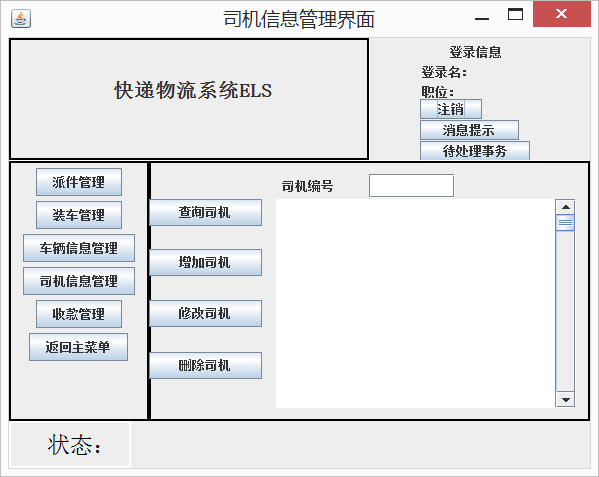 司机信息管理界面
快递物流系统ELS
登录信息
登录名：
职位：
注销
消息提示
待处理事务
派件管理
装车管理
车辆信息管理
司机信息管理
收款管理
返回主菜单
司机编号
查询司机
增加司机
修改司机
删除司机
状态：